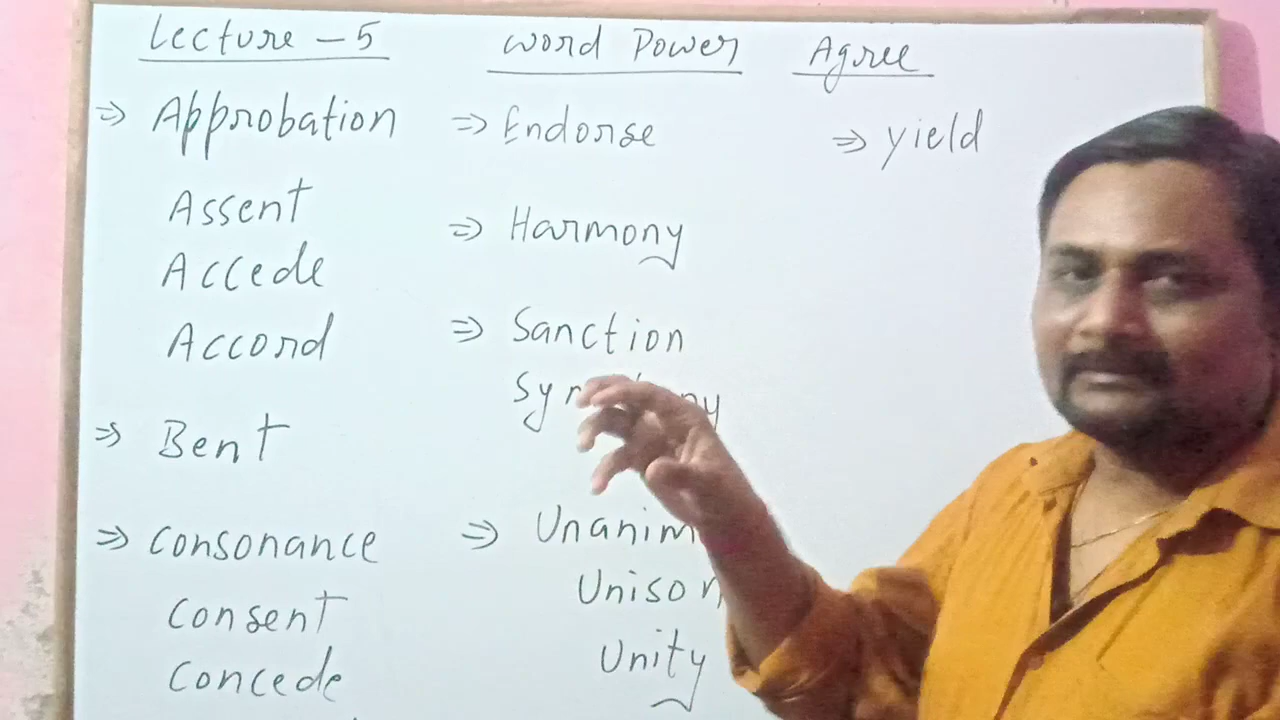 Lecture - 5
Word Power
Agree
⇒ Approbation
Assent
Accede
Accord
⇒ Bent
⇒ Consonance
Consent
Concede
⇒ Endorse
⇒ Harmony
⇒ Sanction
⇒
Unity
⇒ Yield